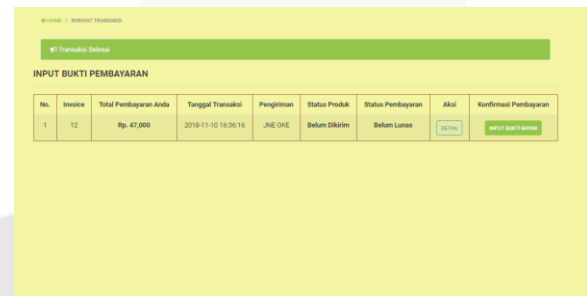 HOME / RIWAYAT TRANSAKSI
Transaksi Selesai
INPUT BUKTI PEMBAYARAN
No. Invoice Total Pembayaran Anda Tanggal Transaksi Pengiriman Status Produk Status Pembayaran Aksi Konfirmasi Pembayaran
1 12 Rp. 47,000 2018-11-10 16:36:16 JNE OKE Belum Dikirim Belum Lunas DETAIL INPUT BUKTI BAYAR